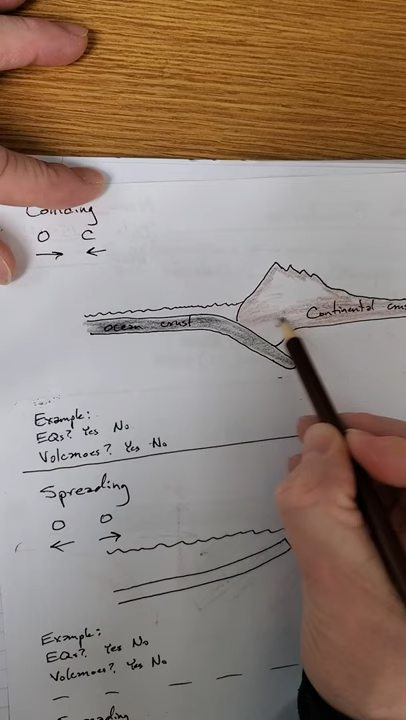 Colliding
O C
Continental
ocean crust
Example:
EQs? Yes No
Volcanoes? Yes No
Spreading
O O
Example:
EQs? Yes No
Volcanoes? Yes No
Spreading